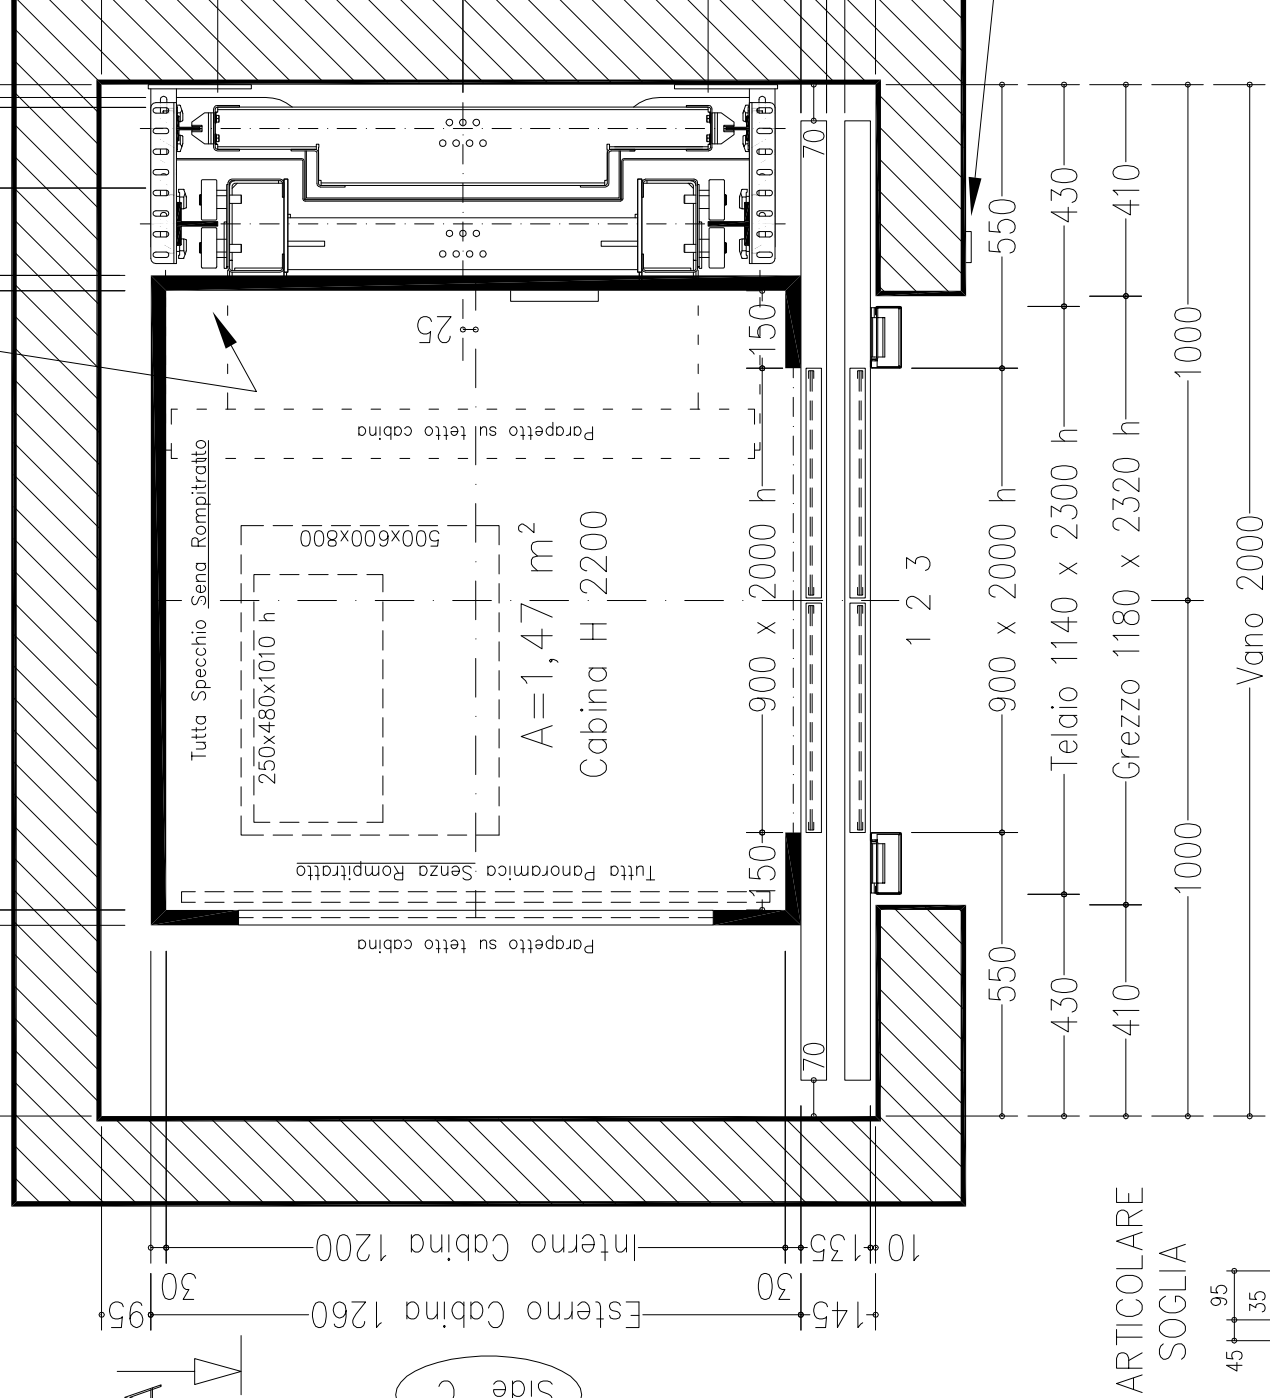 70
550
430
410
25
150
1000
Parapetto su tetto cabina
Tutta Specchio Sena Rompitratto
500x600x800
250x480x1010 h
A=1,47 m²
Cabina H 2200
900 x 2000 h
1 2 3
900 x 2000 h
Telaio 1140 x 2300 h
Grezzo 1180 x 2320 h
Vano 2000
Tutta Panoramica Senza Rompitratto
150
1000
Parapetto su tetto cabina
550
430
410
70
10
135
Interno Cabina 1200
30
30
145
Esterno Cabina 1260
95
Side C
A
ARTICOLARE
SOGLIA
95
35
45